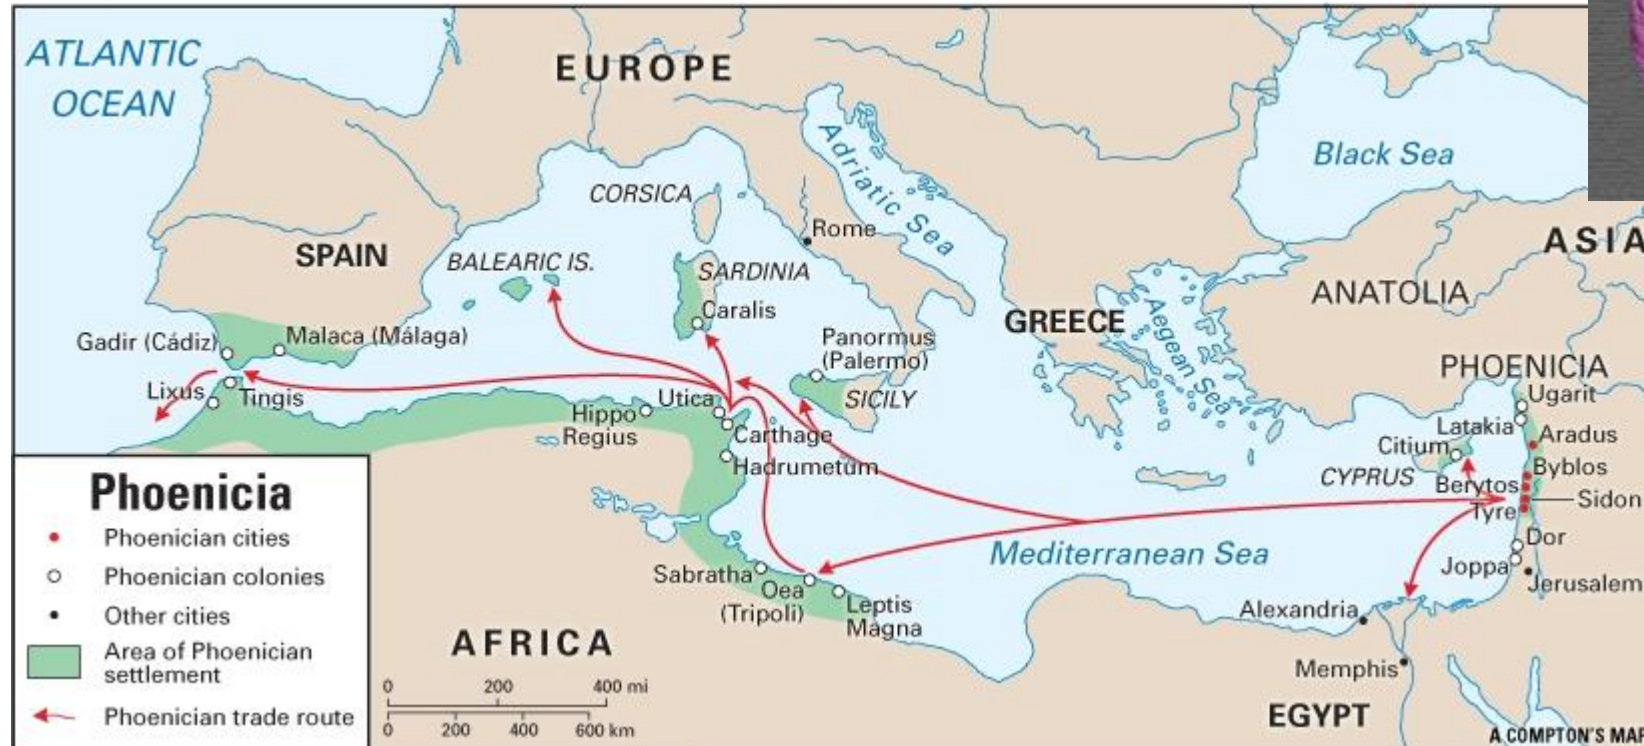 ATLANTIC
OCEAN
EUROPE
Adriatic Sea
Black Sea
CORSICA
Rome
ASIA
SPAIN
BALEARIC IS.
SARDINIA
ANATOLIA
Caralis
GREECE
Aegean Sea
Gadir (Cádiz)
Malaca (Málaga)
Panormus
(Palermo)
PHOENICIA
Lixus
Tingis
Utica
SICILY
Ugarit
Hippo
Regius
Carthage
Latakia
Aradus
Citium
Hadrumetum
Byblos
CYPRUS
Berytos
Sidon
Tyre
Mediterranean Sea
Dor
Joppa
Jerusalem
Sabratha
Oea
(Tripoli)
Leptis
Magna
Alexandria
AFRICA
Memphis
EGYPT
Phoenicia
Phoenician cities
Phoenician colonies
Other cities
Area of Phoenician
settlement
Phoenician trade route
0 200 400 mi
0 200 400 600 km
A COMPTON'S MAP